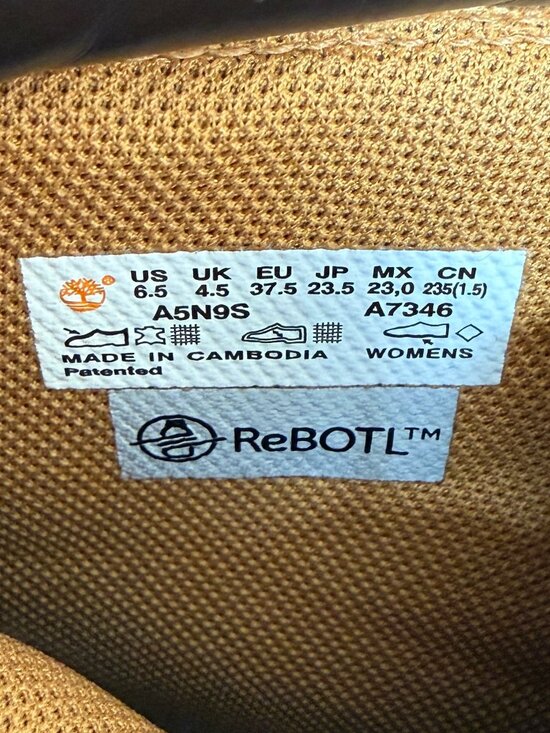 ® US UK EU JP MX CN
6.5 4.5 37.5 23.5 23,0 235(1.5)
A5N9S A7346
MADE IN CAMBODIA WOMENS
Patented
ReBOTL™